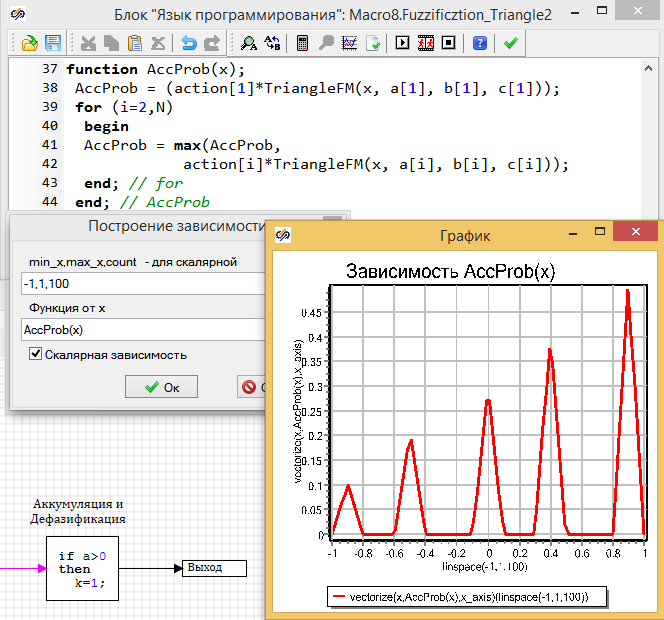 Блок "Язык программирования": Macro8.Fuzzificztion_Triangle2
37 function AccProb(x);
38 AccProb = (action[1]*TriangleFM(x, a[1], b[1], c[1]));
39 for (i=2,N)
40 begin
41 AccProb = max(AccProb,
42 action[i]*TriangleFM(x, a[i], b[i], c[i]));
43 end; // for
44 end; // AccProb
Построение зависимости
min_x,max_x,count - для скалярной
-1,1,100
Функция от x
AccProb(x)
Скалярная зависимость
Ок
График
Зависимость AccProb(x)
vectorize(x,AccProb(x),x_axis)
0.45
0.4
0.35
0.3
0.25
0.2
0.15
0.1
0.05
0
-1 -0.8 -0.6 -0.4 -0.2 0 0.2 0.4 0.6 0.8 1
linspace(-1,1,100)
vectorize(x,AccProb(x),x_axis)(linspace(-1,1,100))
Аккумуляция и
Дефазификация
if a>0
then
k=1;
Выход